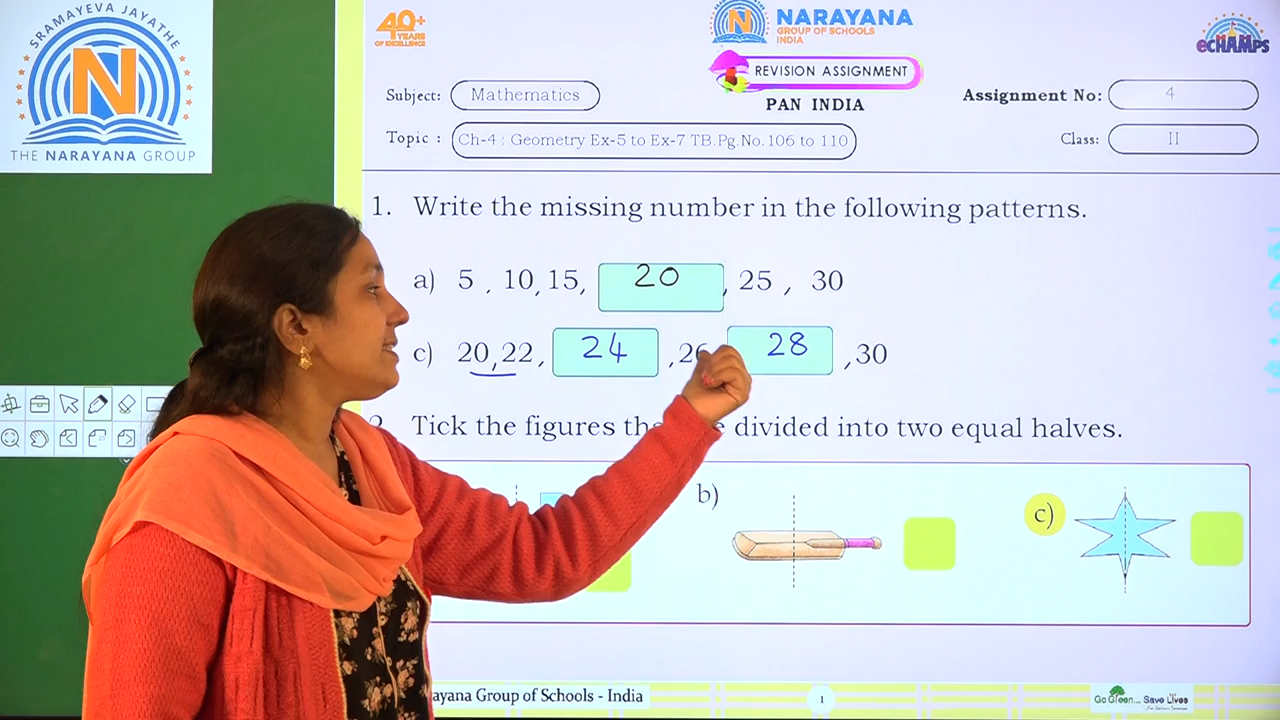 SRAMAYEVA JAYATHE
N
THE NARAYANA GROUP
40+
YEARS
OF EXCELLENCE
N
NARAYANA
GROUP OF SCHOOLS
INDIA
eCHAMPS
REVISION ASSIGNMENT
PAN INDIA
Subject: Mathematics
Assignment No: 4
Topic : Ch-4 : Geometry Ex-5 to Ex-7 TB.Pg.No.106 to 110
Class: II
1. Write the missing number in the following patterns.
a) 5 , 10, 15, 20 , 25 , 30
c) 20,22, 24 ,26 28 ,30
Tick the figures divided into two equal halves.
b)
c)
Group of Schools - India
1
Go Green... Save Lives